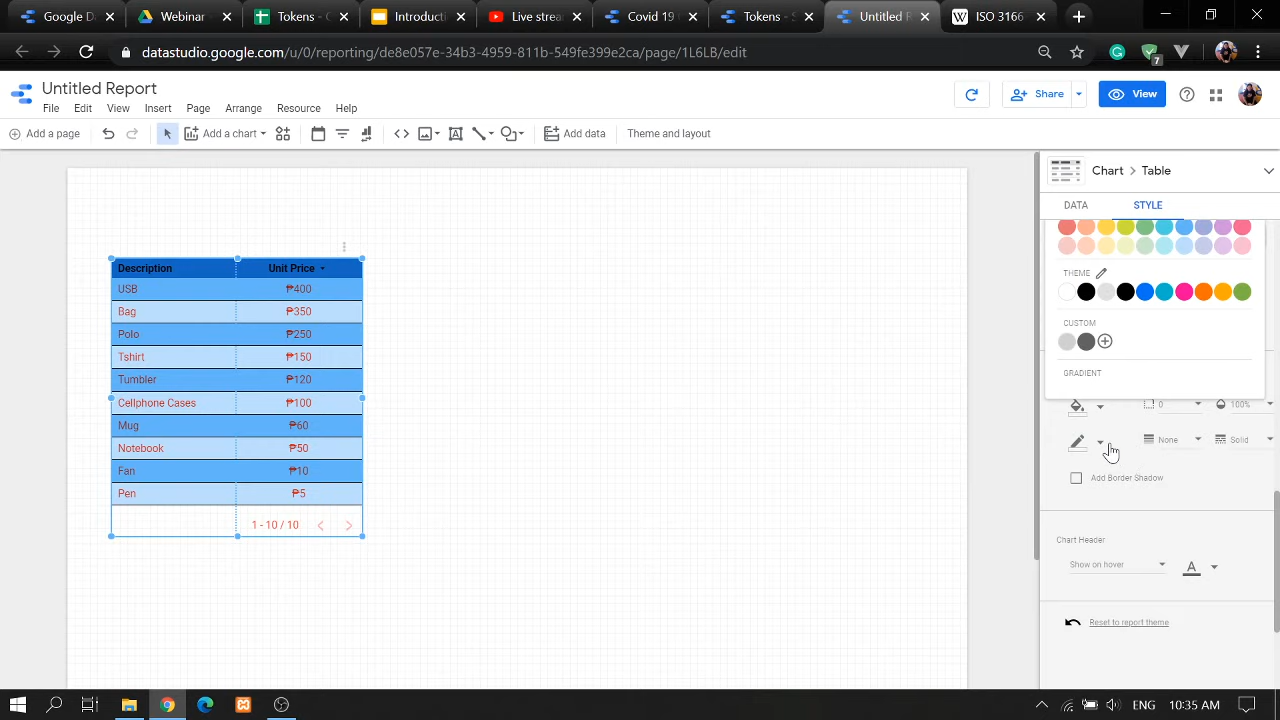 Google Di
Webinar
Tokens - G
Introducti
Live strea
Covid 19
Tokens - S
Untitled R
ISO 3166
datastudio.google.com/u/0/reporting/de8e057e-34b3-4959-811b-549fe399e2ca/page/1L6LB/edit
7
Untitled Report
File Edit View Insert Page Arrange Resource Help
Share
View
Add a page
Add a chart
Add data
Theme and layout
Chart > Table
DATA STYLE
THEME
CUSTOM
GRADIENT
0 100%
None Solid
Add Border Shadow
Chart Header
Show on hover A
Reset to report theme
Description Unit Price
USB ₱400
Bag ₱350
Polo ₱250
Tshirt ₱150
Tumbler ₱120
Cellphone Cases ₱100
Mug ₱60
Notebook ₱50
Fan ₱10
Pen ₱5
1 - 10 / 10 < >
ENG 10:35 AM